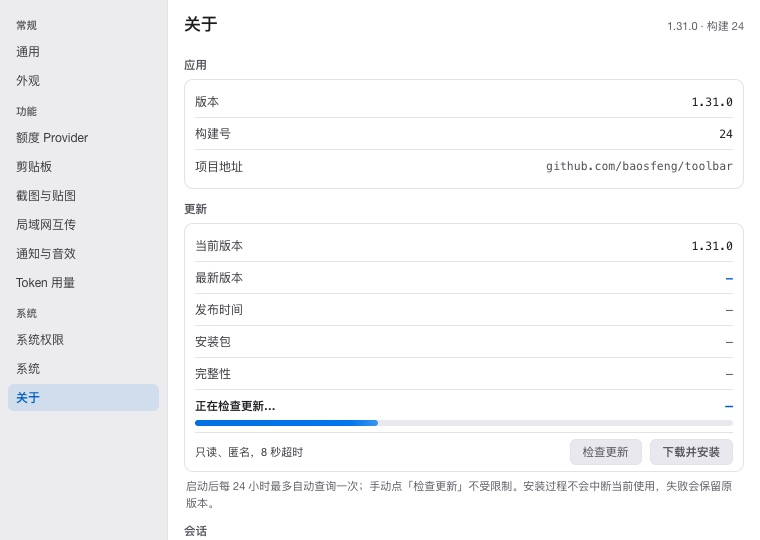 常规
通用
外观
功能
额度 Provider
剪贴板
截图与贴图
局域网互传
通知与音效
Token 用量
系统
系统权限
系统
关于
关于
1.31.0 · 构建 24
应用
版本 1.31.0
构建号 24
项目地址 github.com/baosfeng/toolbar
更新
当前版本 1.31.0
最新版本 –
发布时间 –
安装包 –
完整性 –
正在检查更新... –
只读、匿名，8 秒超时 检查更新 下载并安装
启动后每 24 小时最多自动查询一次；手动点「检查更新」不受限制。安装过程不会中断当前使用，失败会保留原
版本。
会话